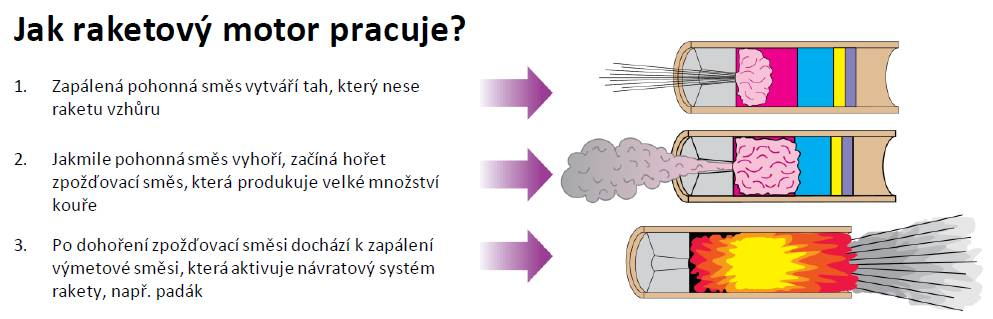 Jak raketový motor pracuje?
1. Zapálená pohonná směs vytváří tah, který nese
raketu vzhůru
2. Jakmile pohonná směs vyhoří, začíná hořet
zpožďovací směs, která produkuje velké množství
kouře
3. Po dohoření zpožďovací směsi dochází k zapálení
výmetové směsi, která aktivuje návratový systém
rakety, např. padák